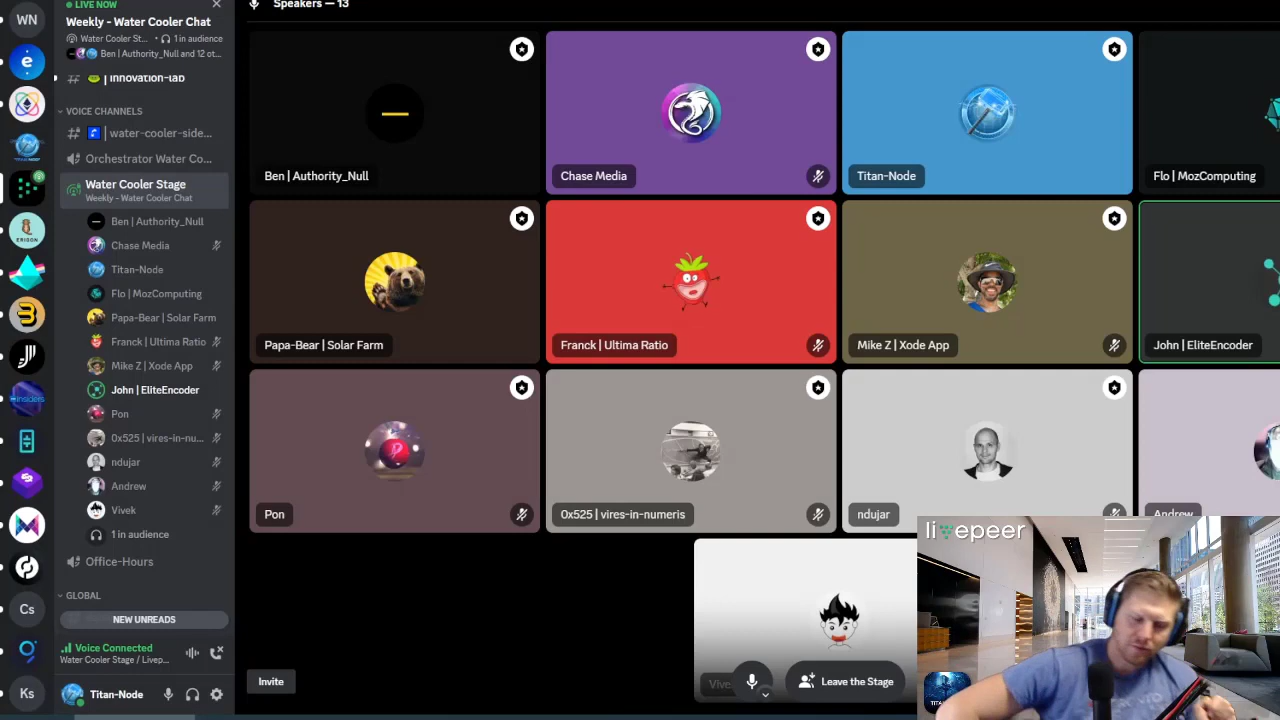 WN
LIVE NOW
Weekly - Water Cooler Chat
Water Cooler St... · 1 in audience
Ben | Authority_Null and 12 ot...
| innovation-lab
VOICE CHANNELS
| water-cooler-side...
Orchestrator Water Co...
Water Cooler Stage
Weekly - Water Cooler Chat
Ben | Authority_Null
Chase Media
Titan-Node
Flo | MozComputing
Papa-Bear | Solar Farm
Franck | Ultima Ratio
Mike Z | Xode App
John | EliteEncoder
Pon
0x525 | vires-in-nu...
ndujar
Andrew
Vivek
1 in audience
Office-Hours
GLOBAL
NEW UNREADS
Voice Connected
Water Cooler Stage / Livep...
Titan-Node
ERIGON
insiders
Cs
Ks
Speakers — 13
Ben | Authority_Null
Chase Media
Titan-Node
Flo | MozComputing
Papa-Bear | Solar Farm
Franck | Ultima Ratio
Mike Z | Xode App
John | EliteEncoder
Pon
0x525 | vires-in-numeris
ndujar
Andrew
Invite
Vive
Leave the Stage
livepeer